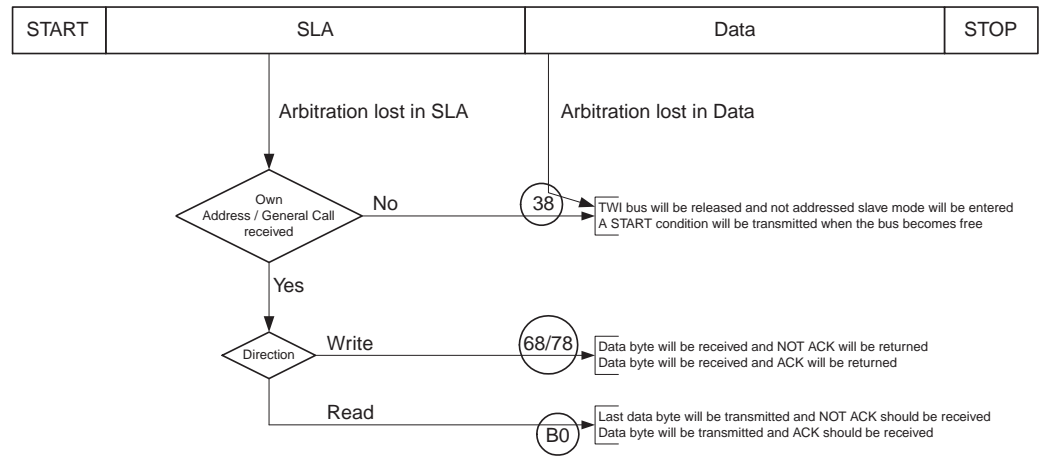 START SLA Data STOP
Arbitration lost in SLA Arbitration lost in Data
Own
Address / General Call
received
No
38
TWI bus will be released and not addressed slave mode will be entered
A START condition will be transmitted when the bus becomes free
Yes
Direction
Write
68/78
Data byte will be received and NOT ACK will be returned
Data byte will be received and ACK will be returned
Read
B0
Last data byte will be transmitted and NOT ACK should be received
Data byte will be transmitted and ACK should be received